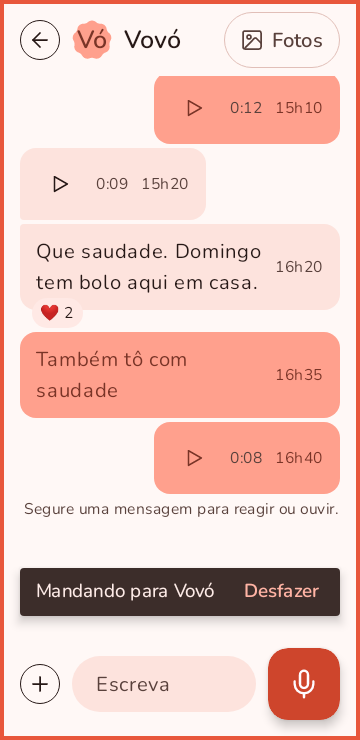 Vó Vovó Fotos
0:12 15h10
0:09 15h20
Que saudade. Domingo
tem bolo aqui em casa. 16h20
2
Também tô com
saudade 16h35
0:08 16h40
Segure uma mensagem para reagir ou ouvir.
Mandando para Vovó Desfazer
Escreva